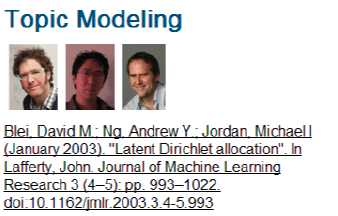 Topic Modeling
Blei, David M.; Ng, Andrew Y.; Jordan, Michael I
(January 2003). "Latent Dirichlet allocation". In
Lafferty, John. Journal of Machine Learning
Research 3 (4–5): pp. 993–1022.
doi:10.1162/jmlr.2003.3.4-5.993